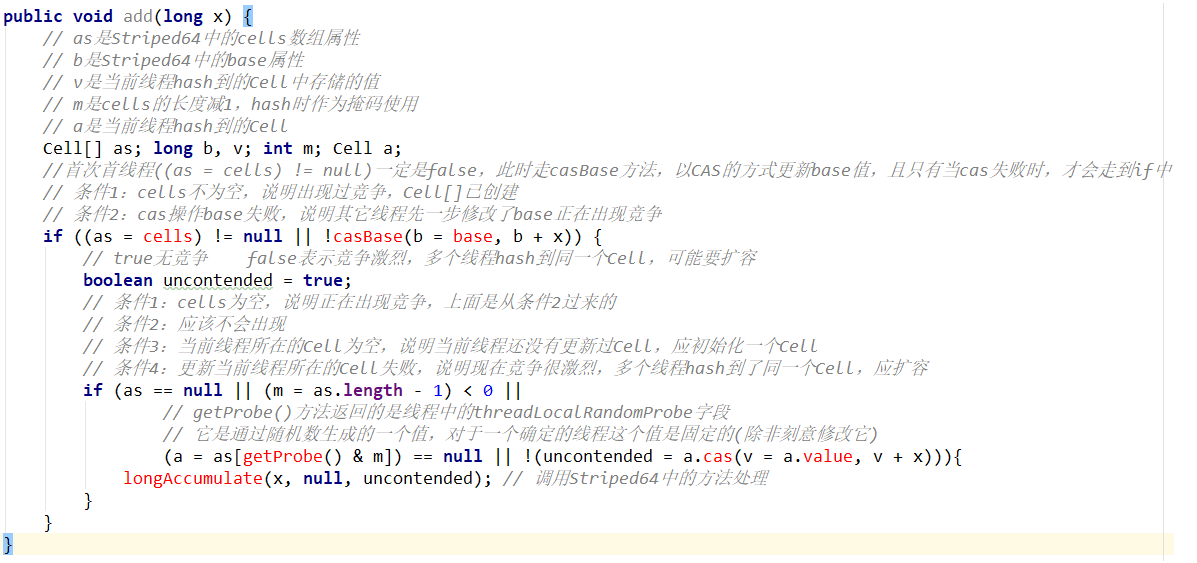 public void add(long x) {
// as是Striped64中的cells数组属性
// b是Striped64中的base属性
// v是当前线程hash到的Cell中存储的值
// m是cells的长度减1，hash时作为掩码使用
// a是当前线程hash到的Cell
Cell[] as; long b, v; int m; Cell a;
//首次首线程((as = cells) != null)一定是false，此时走casBase方法，以CAS的方式更新base值，且只有当cas失败时，才会走到if中
// 条件1：cells不为空，说明出现过竞争，Cell[]已创建
// 条件2：cas操作base失败，说明其它线程先一步修改了base正在出现竞争
if ((as = cells) != null || !casBase(b = base, b + x)) {
// true无竞争 false表示竞争激烈，多个线程hash到同一个Cell，可能要扩容
boolean uncontended = true;
// 条件1：cells为空，说明正在出现竞争，上面是从条件2过来的
// 条件2：应该不会出现
// 条件3：当前线程所在的Cell为空，说明当前线程还没有更新过Cell，应初始化一个Cell
// 条件4：更新当前线程所在的Cell失败，说明现在竞争很激烈，多个线程hash到了同一个Cell，应扩容
if (as == null || (m = as.length - 1) < 0 ||
// getProbe()方法返回的是线程中的threadLocalRandomProbe字段
// 它是通过随机数生成的一个值，对于一个确定的线程这个值是固定的(除非刻意修改它)
(a = as[getProbe() & m]) == null || !(uncontended = a.cas(v = a.value, v + x))){
longAccumulate(x, null, uncontended); // 调用Striped64中的方法处理
}
}
}